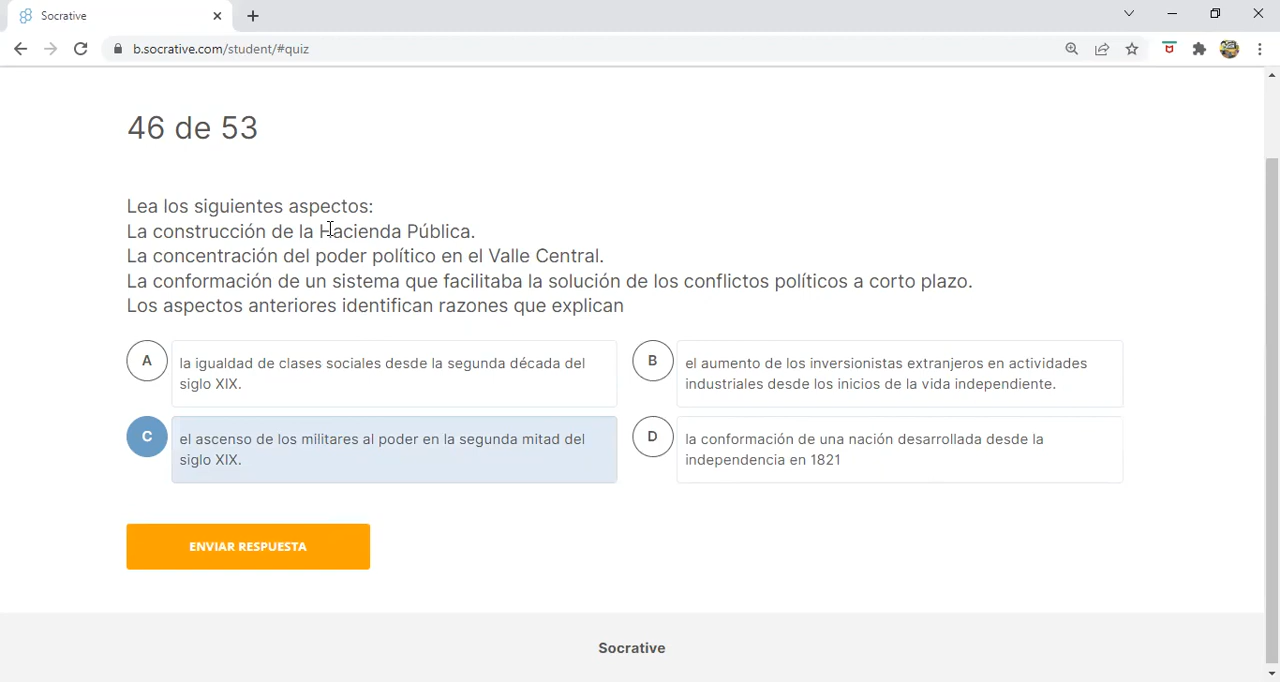 Socrative
b.socrative.com/student/#quiz
46 de 53
Lea los siguientes aspectos:
La construcción de la Hacienda Pública.
La concentración del poder político en el Valle Central.
La conformación de un sistema que facilitaba la solución de los conflictos políticos a corto plazo.
Los aspectos anteriores identifican razones que explican
A
la igualdad de clases sociales desde la segunda década del
siglo XIX.
B
el aumento de los inversionistas extranjeros en actividades
industriales desde los inicios de la vida independiente.
C
el ascenso de los militares al poder en la segunda mitad del
siglo XIX.
D
la conformación de una nación desarrollada desde la
independencia en 1821
ENVIAR RESPUESTA
Socrative